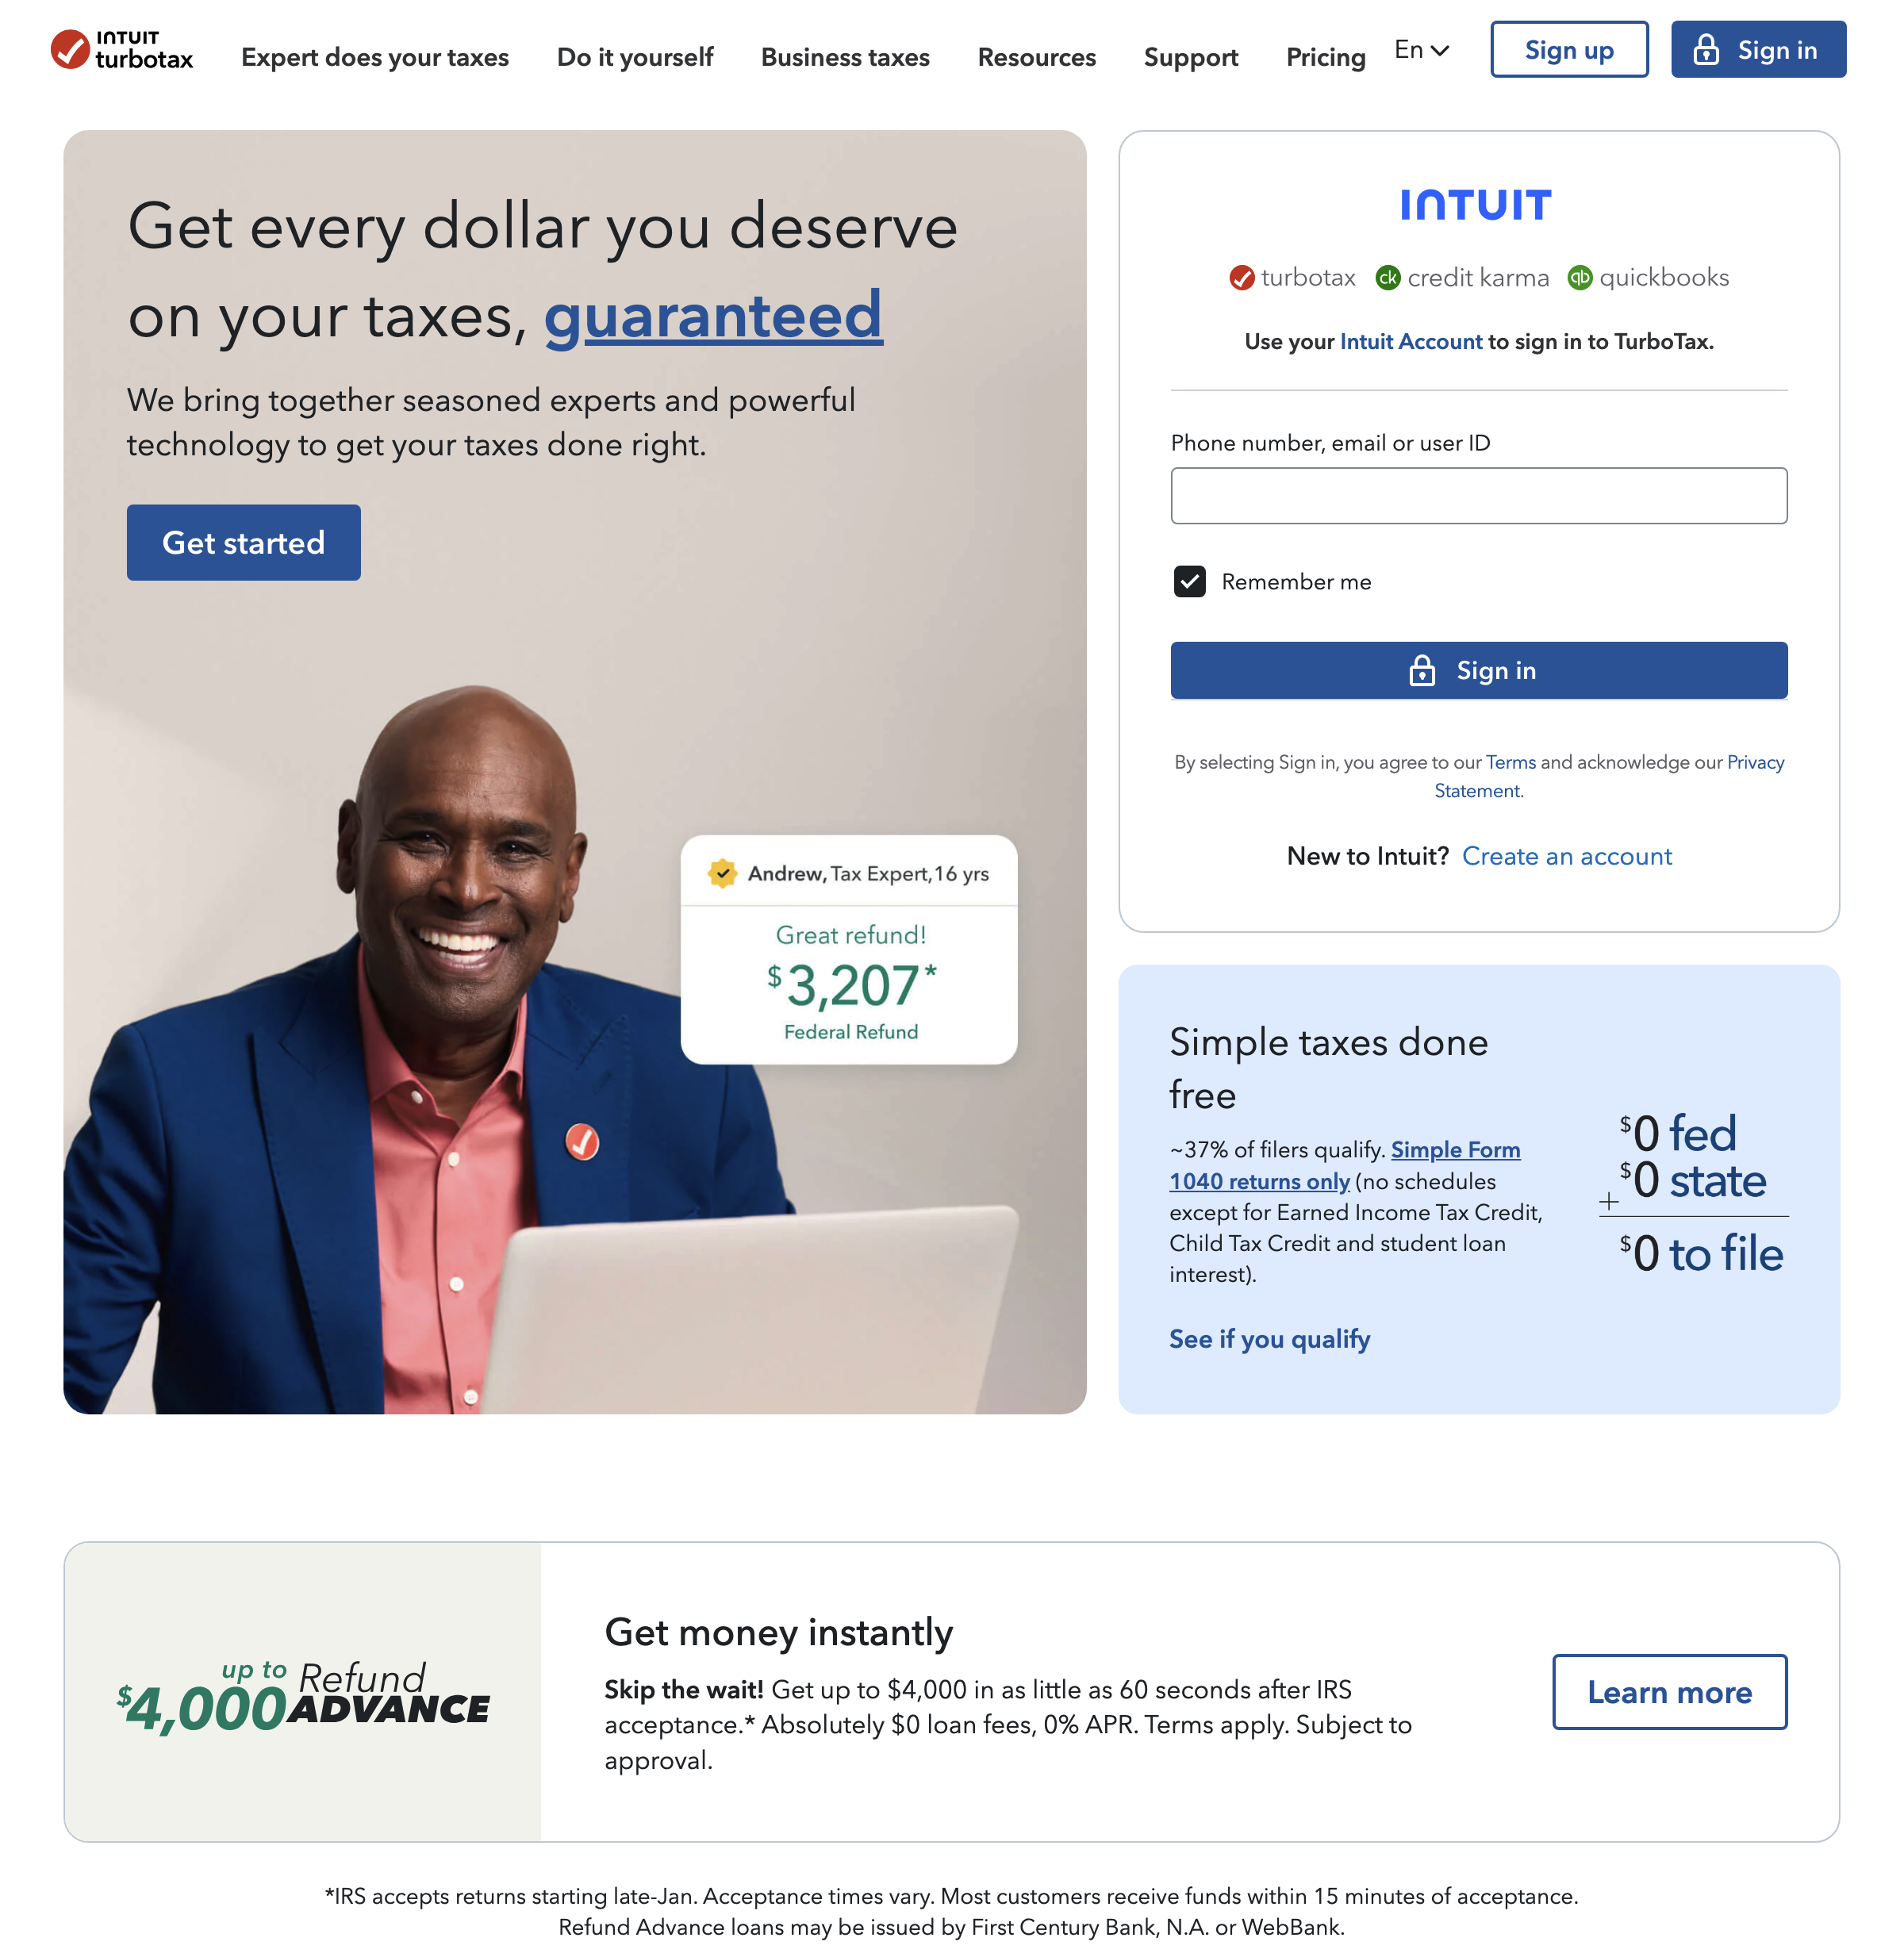 INTUIT
turbotax
Expert does your taxes
Do it yourself
Business taxes
Resources
Support
Pricing
En
Sign up
Sign in
Get every dollar you deserve
on your taxes, guaranteed
We bring together seasoned experts and powerful
technology to get your taxes done right.
Get started
Andrew, Tax Expert, 16 yrs
Great refund!
$3,207*
Federal Refund
INTUIT
turbotax ck credit karma qb quickbooks
Use your Intuit Account to sign in to TurboTax.
Phone number, email or user ID
Remember me
Sign in
By selecting Sign in, you agree to our Terms and acknowledge our Privacy
Statement.
New to Intuit? Create an account
Simple taxes done
free
~37% of filers qualify. Simple Form
1040 returns only (no schedules
except for Earned Income Tax Credit,
Child Tax Credit and student loan
interest).
See if you qualify
$0 fed
+ $0 state
$0 to file
up to
$4,000
Refund
ADVANCE
Get money instantly
Skip the wait! Get up to $4,000 in as little as 60 seconds after IRS
acceptance.* Absolutely $0 loan fees, 0% APR. Terms apply. Subject to
approval.
Learn more
*IRS accepts returns starting late-Jan. Acceptance times vary. Most customers receive funds within 15 minutes of acceptance.
Refund Advance loans may be issued by First Century Bank, N.A. or WebBank.